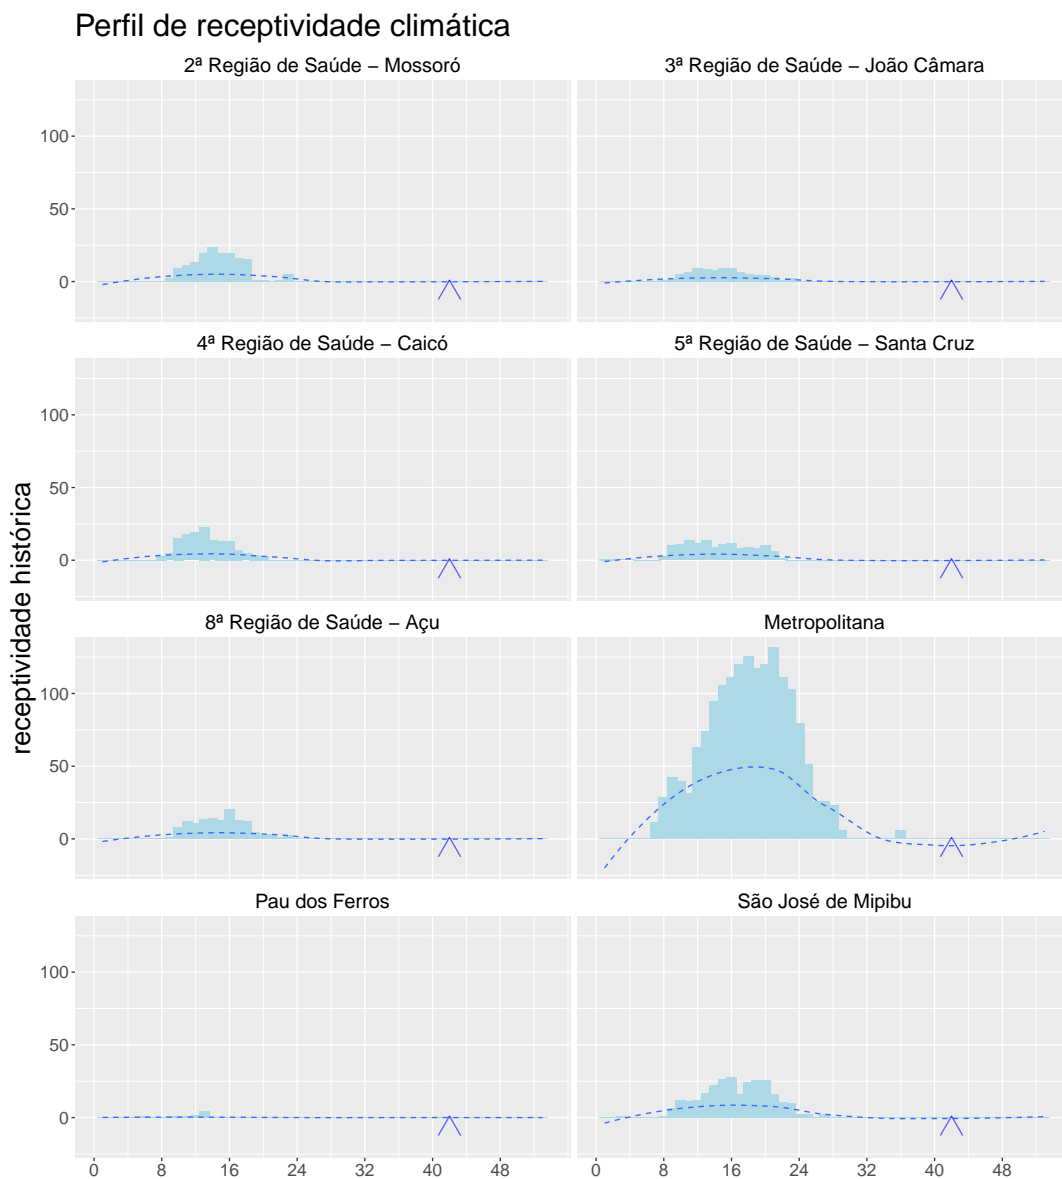 Perfil de receptividade climática
2ª Região de Saúde − Mossoró
3ª Região de Saúde − João Câmara
100
50
0
4ª Região de Saúde − Caicó
5ª Região de Saúde − Santa Cruz
100
50
0
receptividade histórica
8ª Região de Saúde − Açu
Metropolitana
100
50
0
Pau dos Ferros
São José de Mipibu
100
50
0
0 8 16 24 32 40 48
0 8 16 24 32 40 48